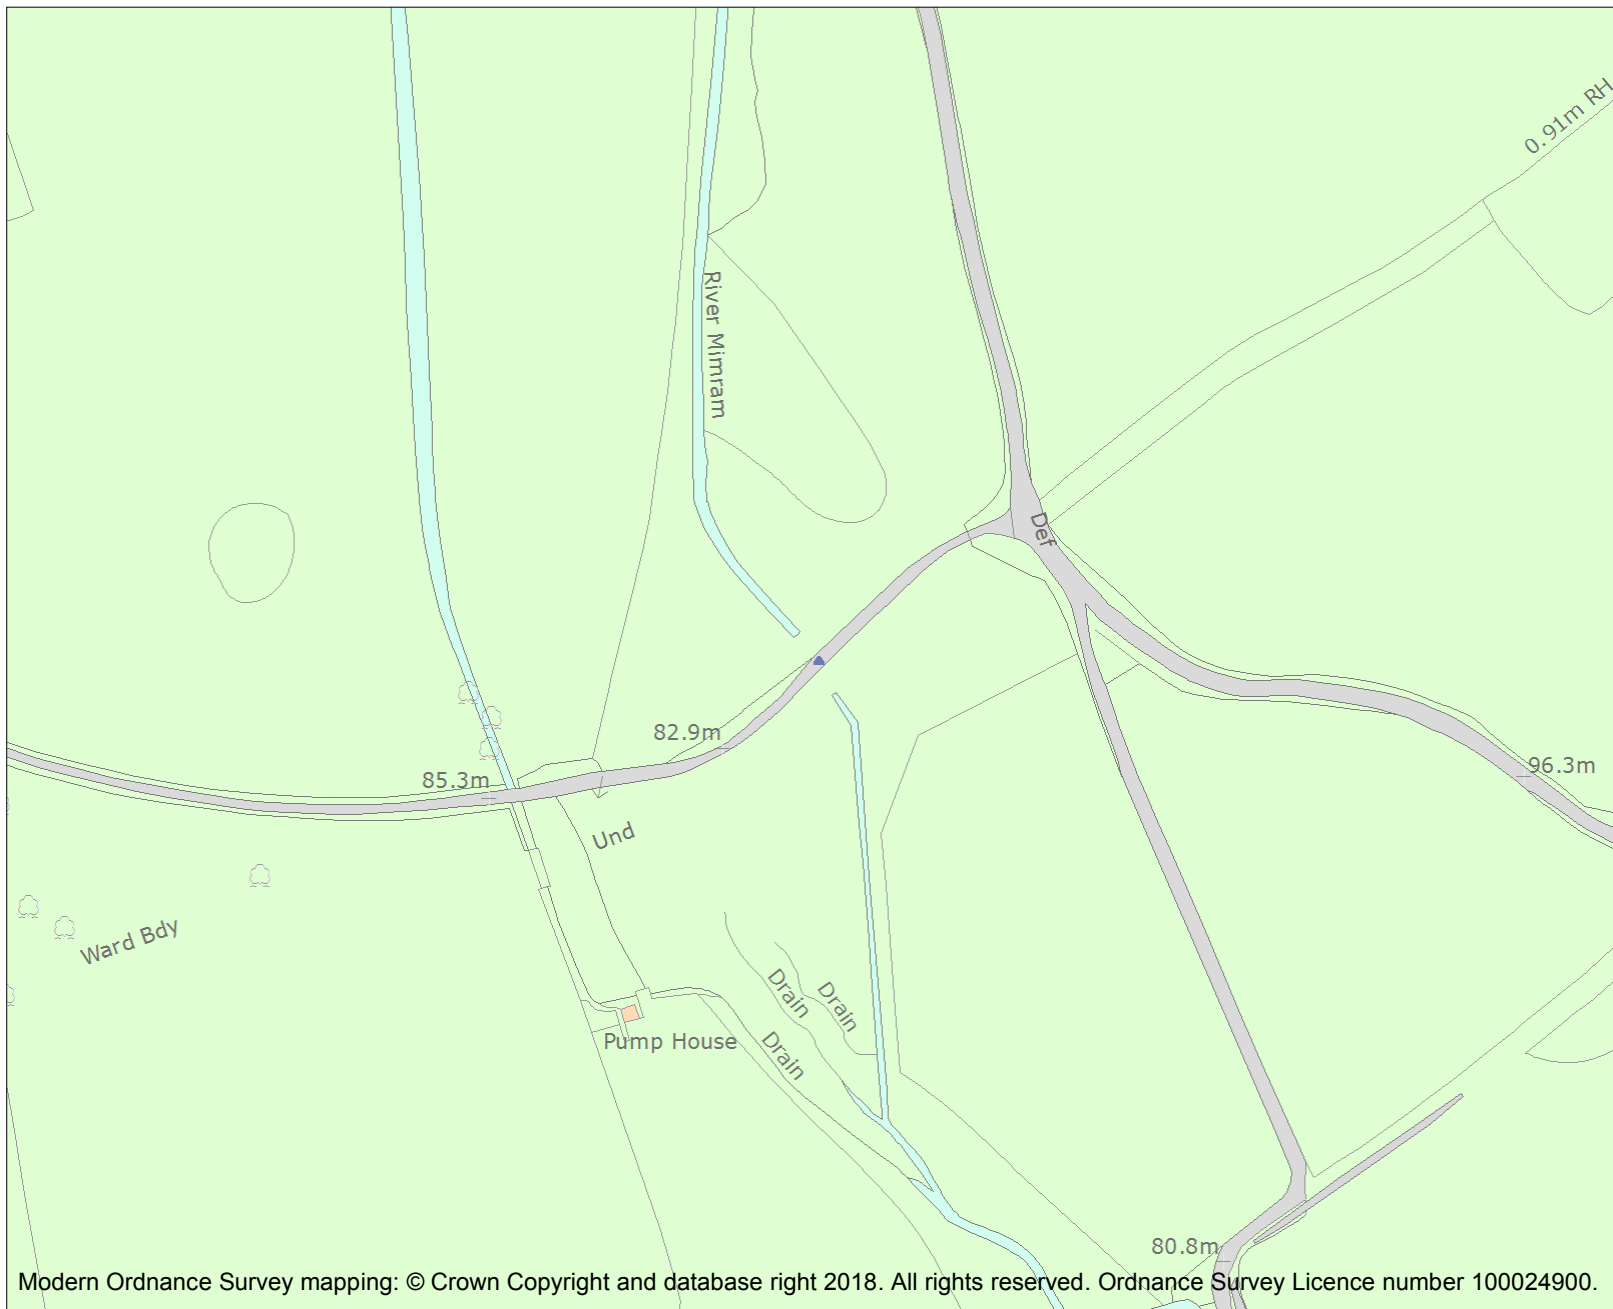 0.91m RH
River Mimram
Def
82.9m
96.3m
85.3m
Und
Ward Bdy
Drain
Drain
Pump House
Drain
80.8m
Modern Ordnance Survey mapping: © Crown Copyright and database right 2018. All rights reserved. Ordnance Survey Licence number 100024900.